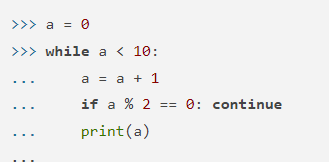 >>> a = 0
>>> while a < 10:
...     a = a + 1
...     if a % 2 == 0: continue
...     print(a)
...